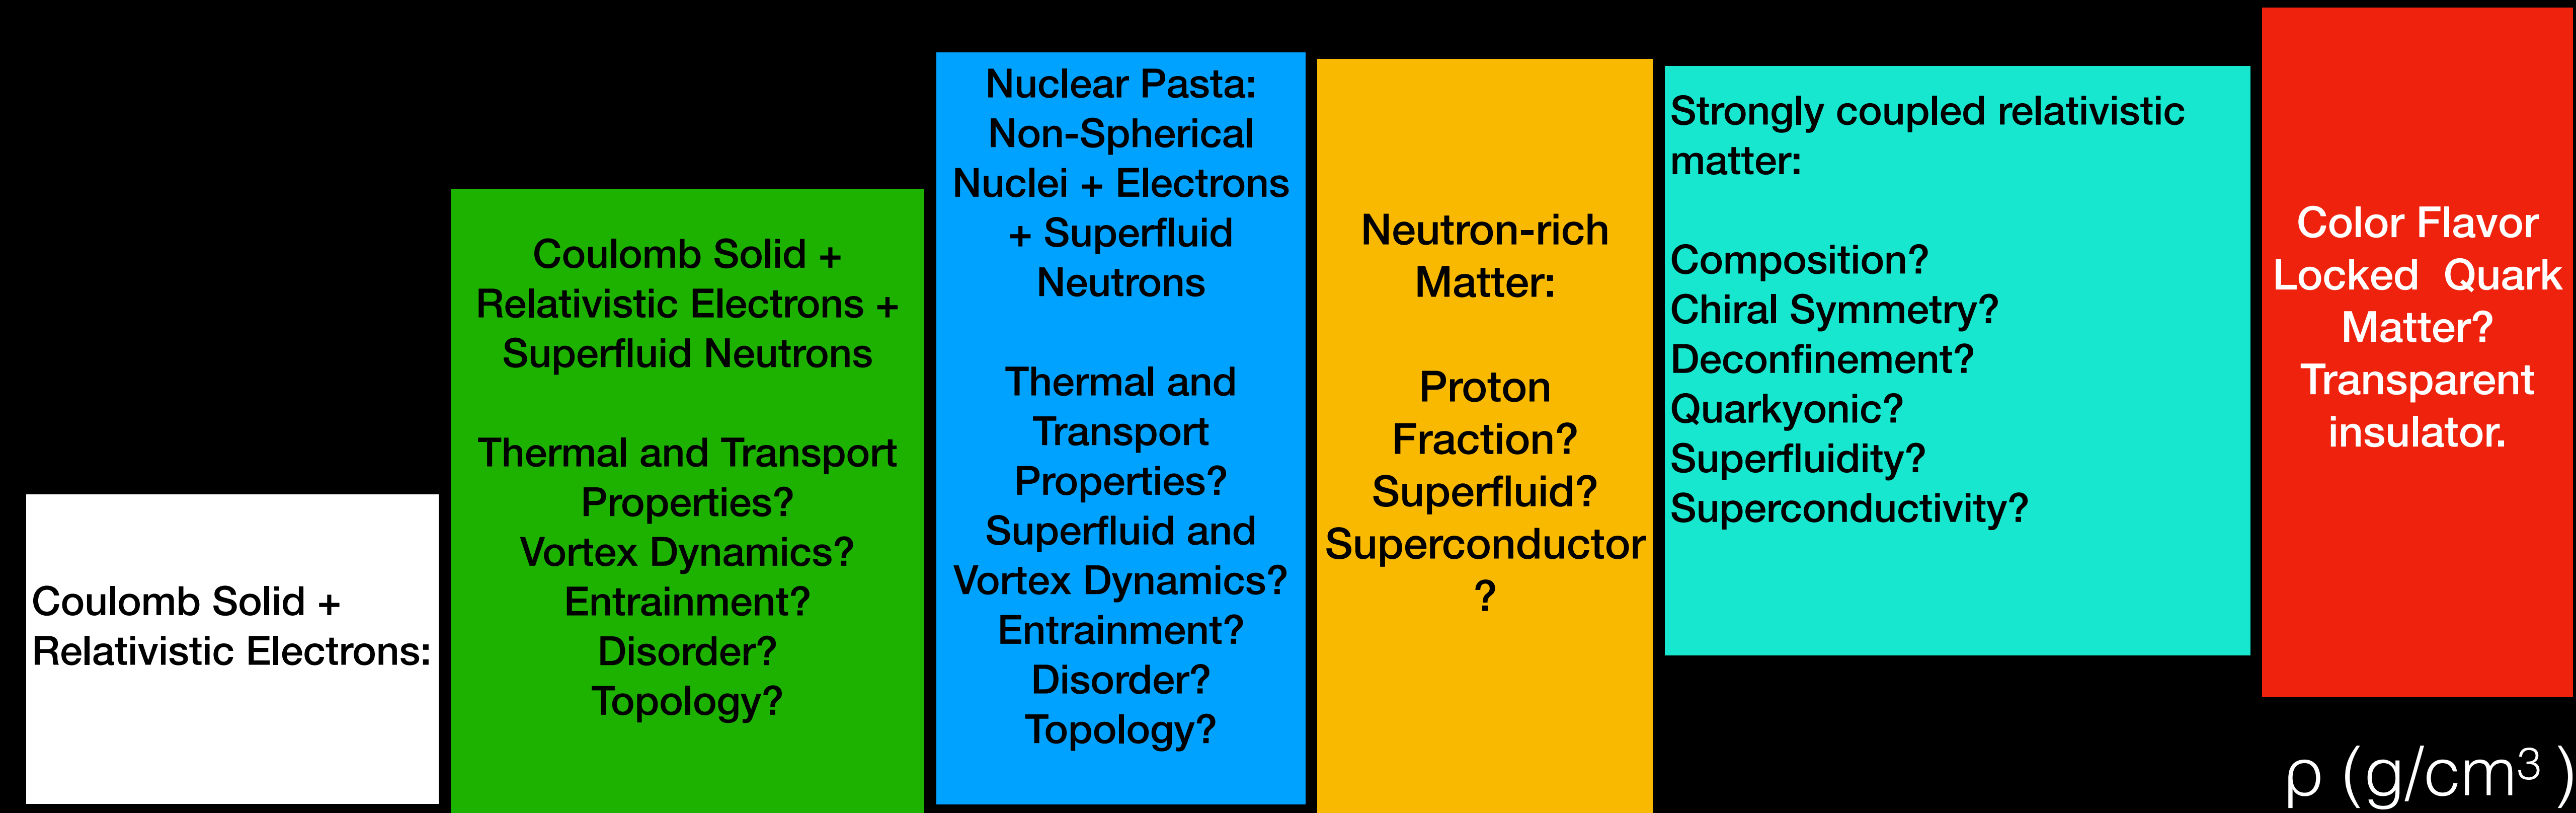 Coulomb Solid +
Relativistic Electrons:
Coulomb Solid +
Relativistic Electrons +
Superfluid Neutrons
Thermal and Transport
Properties?
Vortex Dynamics?
Entrainment?
Disorder?
Topology?
Nuclear Pasta:
Non-Spherical
Nuclei + Electrons
+ Superfluid
Neutrons
Thermal and
Transport
Properties?
Superfluid and
Vortex Dynamics?
Entrainment?
Disorder?
Topology?
Neutron-rich
Matter:
Proton
Fraction?
Superfluid?
Superconductor
?
Strongly coupled relativistic
matter:
Composition?
Chiral Symmetry?
Deconfinement?
Quarkyonic?
Superfluidity?
Superconductivity?
Color Flavor
Locked  Quark
Matter?
Transparent
insulator.
ρ (g/cm³ )